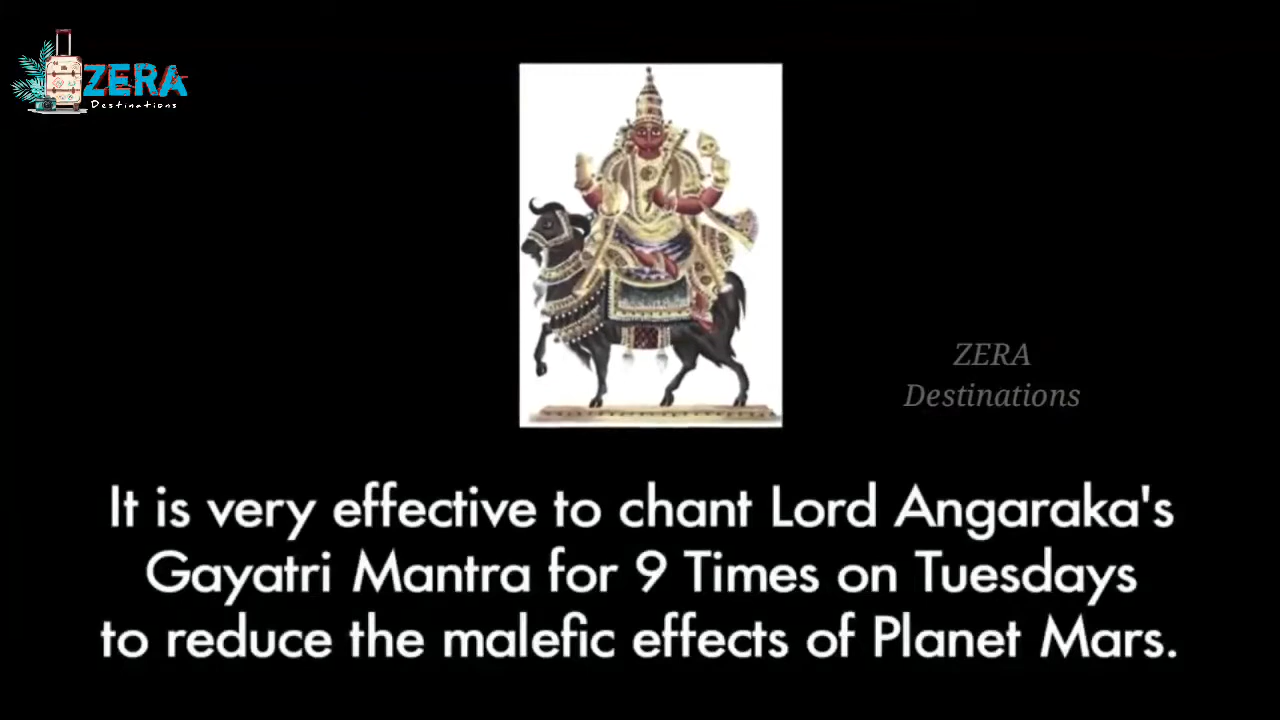 ZERA
Destinations
ZERA
Destinations
It is very effective to chant Lord Angaraka's
Gayatri Mantra for 9 Times on Tuesdays
to reduce the malefic effects of Planet Mars.